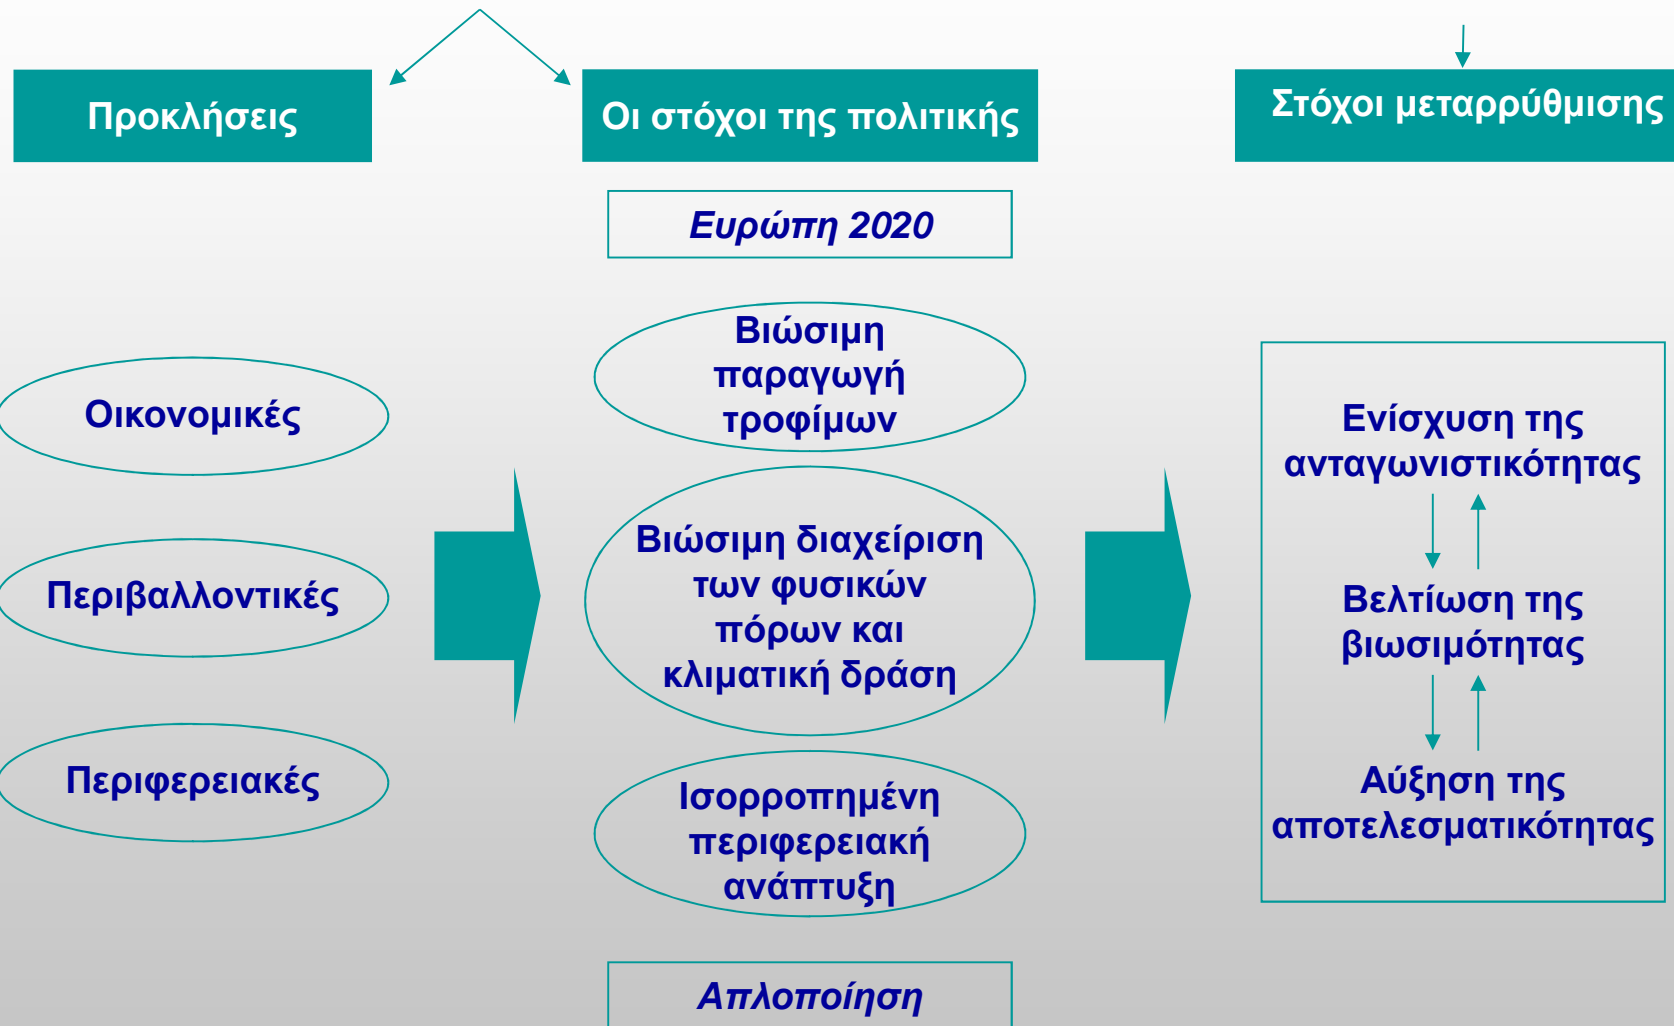 Προκλήσεις
Οι στόχοι της πολιτικής
Στόχοι μεταρρύθμισης
Ευρώπη 2020
Οικονομικές
Περιβαλλοντικές
Περιφερειακές
Βιώσιμη
παραγωγή
τροφίμων
Βιώσιμη διαχείριση
των φυσικών
πόρων και
κλιματική δράση
Ισορροπημένη
περιφερειακή
ανάπτυξη
Απλοποίηση
Ενίσχυση της
ανταγωνιστικότητας
Βελτίωση της
βιωσιμότητας
Αύξηση της
αποτελεσματικότητας